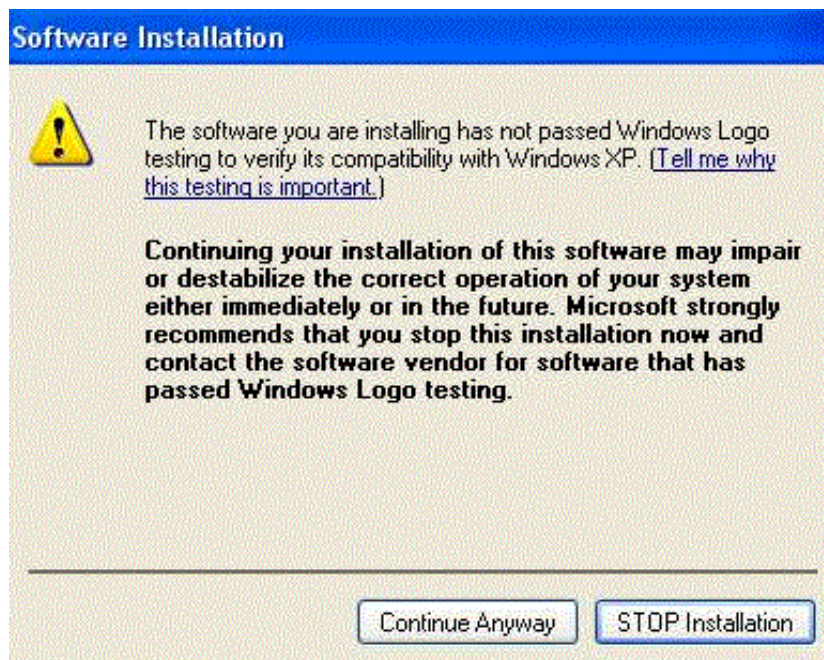 Software Installation
The software you are installing has not passed Windows Logo
testing to verify its compatibility with Windows XP. (Tell me why
this testing is important.)
Continuing your installation of this software may impair
or destabilize the correct operation of your system
either immediately or in the future. Microsoft strongly
recommends that you stop this installation now and
contact the software vendor for software that has
passed Windows Logo testing.
Continue Anyway
STOP Installation